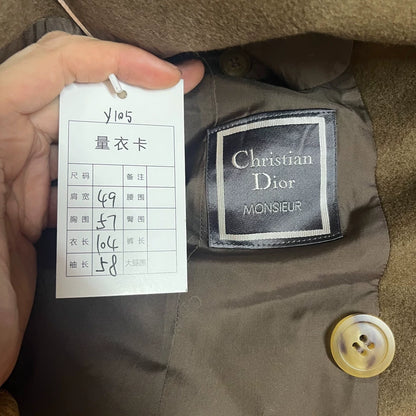 Y105
量衣卡
尺码 备注
肩宽 49 腰围
胸围 57 臀围
衣长 104 裤长
袖长 58 大腿围
Christian
Dior
MONSIEUR